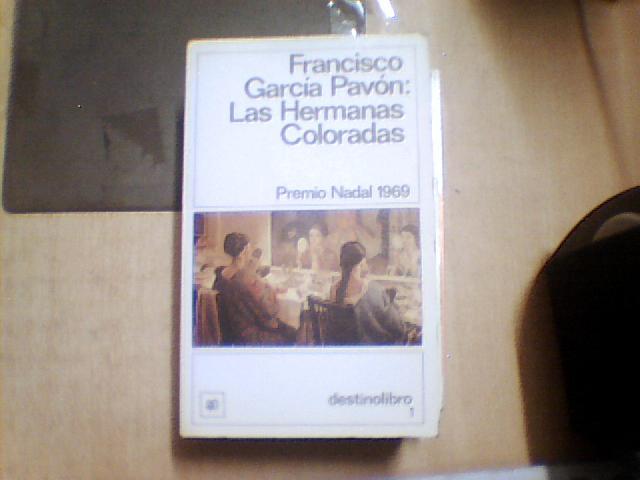 Francisco
García Pavón:
Las Hermanas
Coloradas
Premio Nadal 1969
destinolibro
1